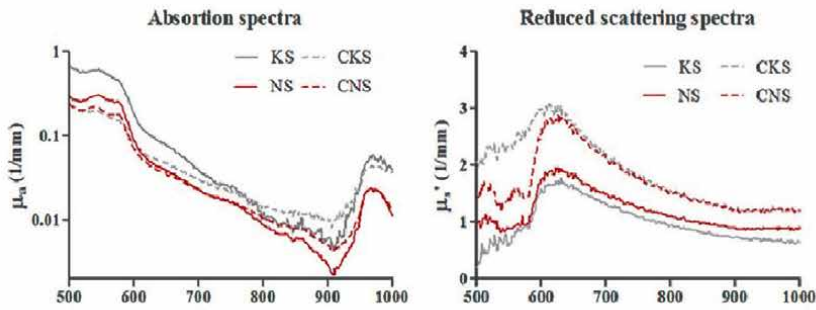 Absortion spectra
1
0.1
0.01
μa (1/mm)
KS
CKS
NS
CNS
500 600 700 800 900 1000
Reduced scattering spectra
4
3
2
1
0
μs' (1/mm)
KS
CKS
NS
CNS
500 600 700 800 900 1000